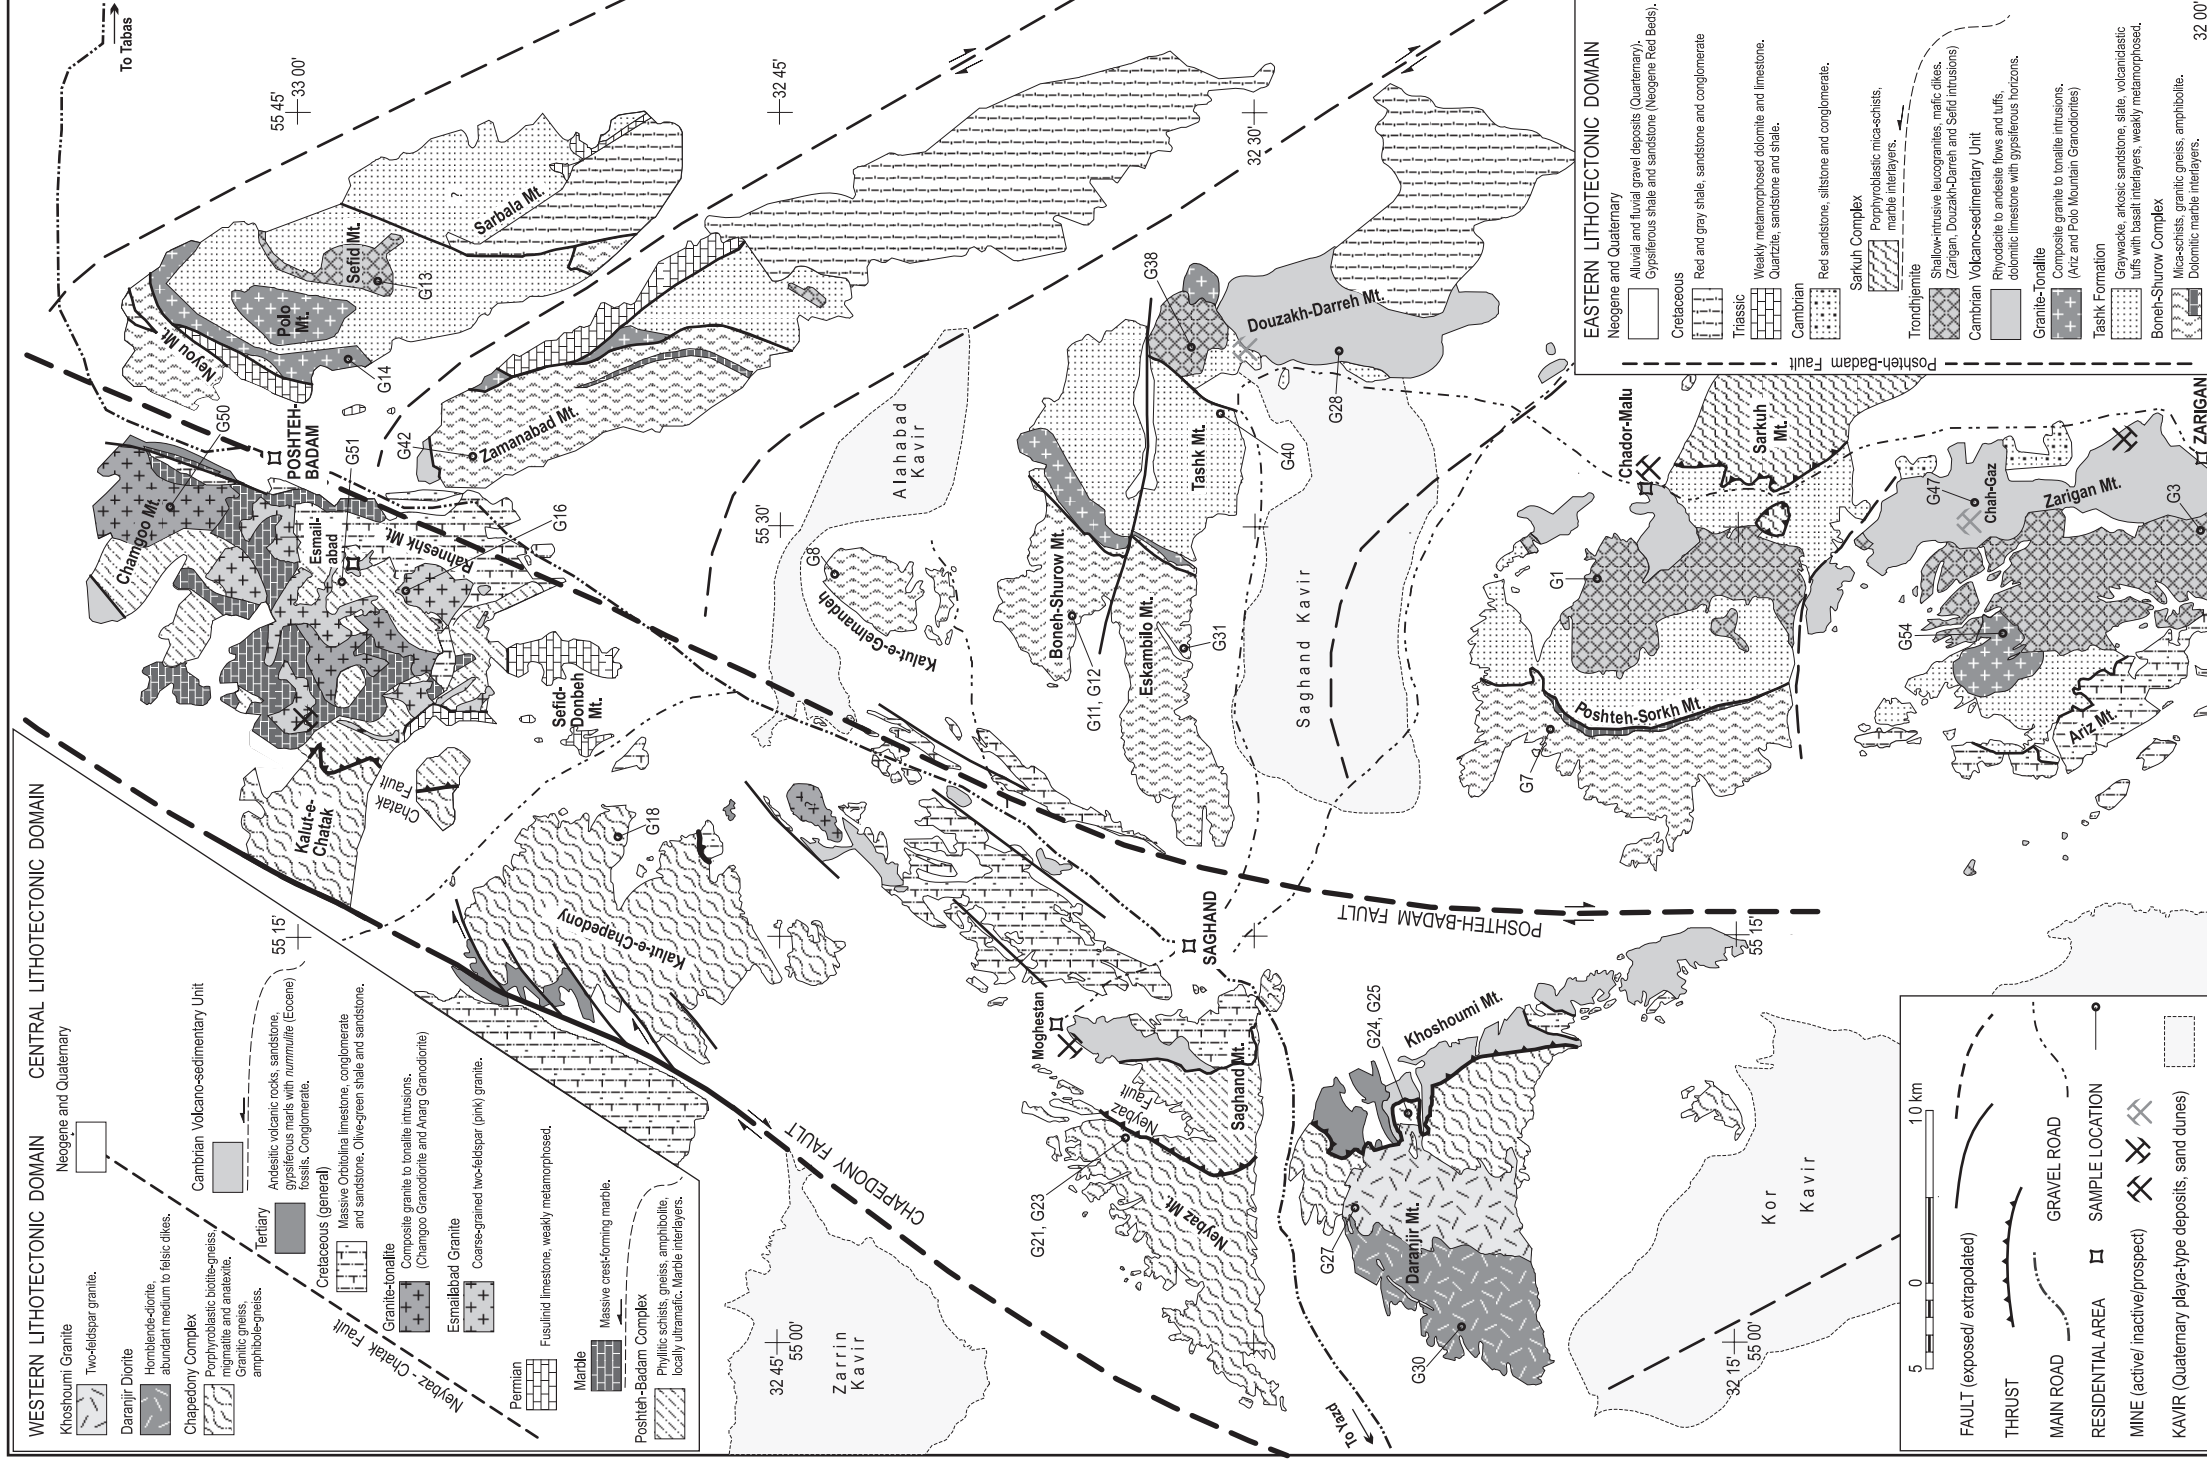 WESTERN LITHOTECTONIC DOMAIN
CENTRAL LITHOTECTONIC DOMAIN
Khoshoumi Granite
Two-feldspar granite.
Daranjir Diorite
Hornblende-diorite,
abundant medium to felsic dikes.
Chapedony Complex
Porphyroblastic biotite-gneiss,
migmatite and anatexite.
Granitic gneiss,
amphibole-gneiss.
Neybaz - Chatak Fault
Neogene and Quaternary
Cambrian Volcano-sedimentary Unit
Tertiary
Andesitic volcanic rocks, sandstone,
gypsiferous marls with nummulite (Eocene)
fossils. Conglomerate.
Cretaceous (general)
Massive Orbitolina limestone, conglomerate
and sandstone. Olive-green shale and sandstone.
Granite-tonalite
Composite granite to tonalite intrusions.
(Chamgoo Granodiorite and Anarg Granodiorite)
Esmailabad Granite
Coarse-grained two-feldspar (pink) granite.
Permian
Fusulinid limestone, weakly metamorphosed.
Marble
Massive crest-forming marble.
Poshteh-Badam Complex
Phyllitic schists, gneiss, amphibolite,
locally ultramafic. Marble interlayers.
EASTERN LITHOTECTONIC DOMAIN
Neogene and Quaternary
Alluvial and fluvial gravel deposits (Quarternary).
Gypsiferous shale and sandstone (Neogene Red Beds).
Cretaceous
Red and gray shale, sandstone and conglomerate
Triassic
Weakly metamorphosed dolomite and limestone.
Quartzite, sandstone and shale.
Cambrian
Red sandstone, siltstone and conglomerate.
Sarkuh Complex
Porphyroblastic mica-schists,
marble interlayers.
Trondhjemite
Shallow-intrusive leucogranites, mafic dikes.
(Zarigan, Douzakh-Darreh and Sefid intrusions)
Cambrian Volcano-sedimentary Unit
Rhyodacite to andesite flows and tuffs,
dolomitic limestone with gypsiferous horizons.
Granite-Tonalite
Composite granite to tonalite intrusions.
(Ariz and Polo Mountain Granodiorites)
Tashk Formation
Graywacke, arkosic sandstone, slate, volcaniclastic
tuffs with basalt interlayers, weakly metamorphosed.
Boneh-Shurow Complex
Mica-schists, granitic gneiss, amphibolite.
Dolomitic marble interlayers.
Poshteh-Badam Fault
To Tabas
55 45'
33 00'
32 45'
32 30'
32 00'
55 30'
55 15'
55 15'
32 45'
55 00'
32 15'
55 00'
Neiyou Mt.
Polo
Mt.
Sefid Mt.
Sarbala Mt.
?
G13
G14
G50
Chamgoo Mt.
POSHTEH-
BADAM
G51
G42
Zamanabad Mt.
Esmail-
abad
Rahneshk Mt.
G16
Sefid-
Donbeh
Mt.
Kalut-e-
Chatak
Chatak
Fault
G18
Kalut-e-Chapedony
Alahabad
Kavir
G8
Kalut-e-Gelmandeh
G38
Douzakh-Darreh Mt.
G28
Tashk Mt.
G40
Boneh-Shurow Mt.
G11, G12
Eskambilo Mt.
G31
Saghand Kavir
Chador-Malu
Sarkuh
Mt.
G1
Poshteh-Sorkh Mt.
G7
G47
Chah-Gaz
Zarigan Mt.
ZARIGAN
G3
G54
Ariz Mt.
POSHTEH-BADAM FAULT
CHAPEDONY FAULT
SAGHAND
Moghestan
Saghand Mt.
Neybaz
Fault
G21, G23
Neybaz Mt.
G24, G25
Khoshoumi Mt.
G27
Daranjir Mt.
G30
Zarrin
Kavir
Kor
Kavir
To Yazd
5
0
10 km
FAULT (exposed/ extrapolated)
THRUST
MAIN ROAD
GRAVEL ROAD
RESIDENTIAL AREA
SAMPLE LOCATION
MINE (active/ inactive/prospect)
KAVIR (Quaternary playa-type deposits, sand dunes)